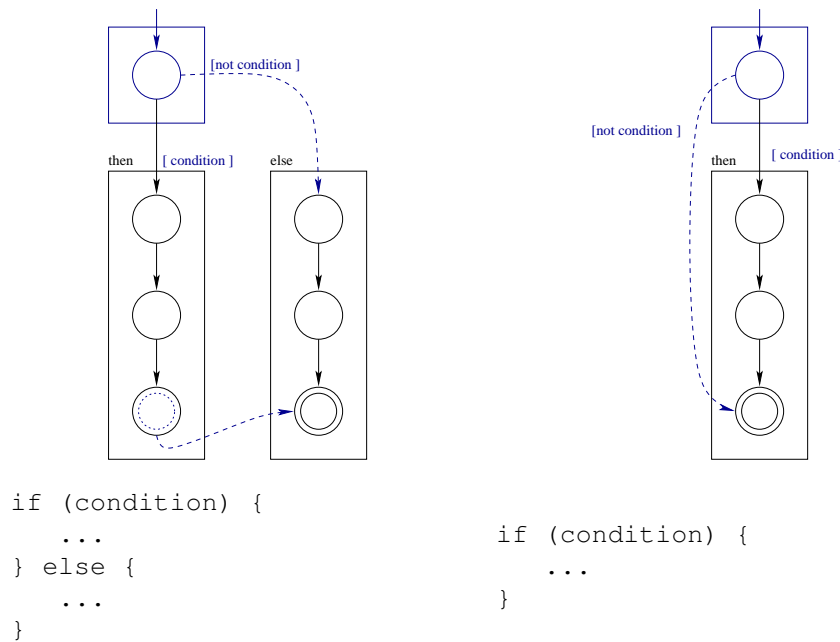 [not condition ]
then
[ condition ]
else
if (condition) {
...
} else {
...
}
[not condition ]
then
[ condition ]
if (condition) {
...
}